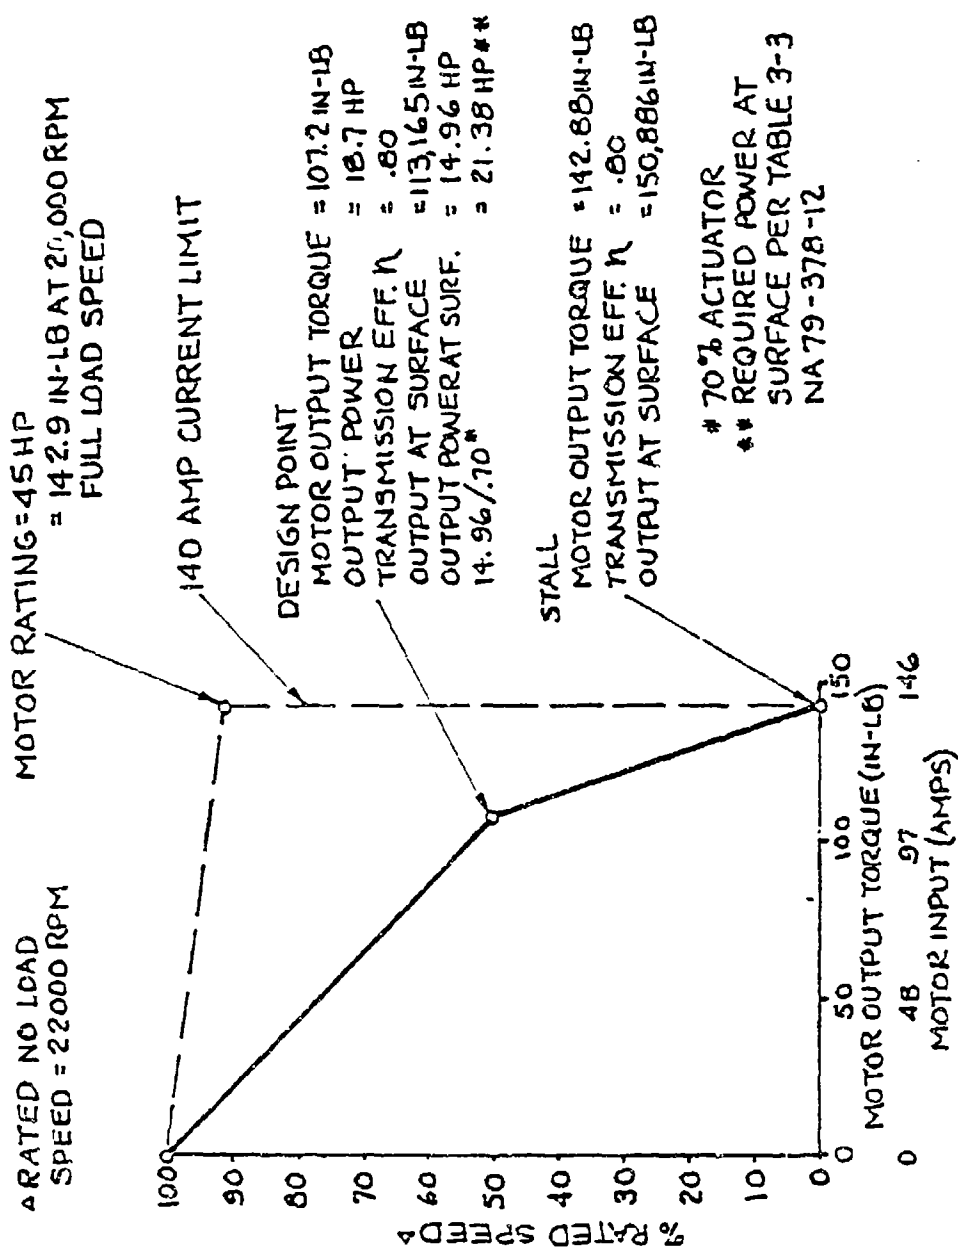 △RATED NO LOAD
SPEED = 22000 RPM
MOTOR RATING = 45 HP
= 142.9 IN-LB AT 20,000 RPM
FULL LOAD SPEED
140 AMP CURRENT LIMIT
DESIGN POINT
MOTOR OUTPUT TORQUE = 107.2 IN-LB
OUTPUT POWER = 18.7 HP
TRANSMISSION EFF. η = .80
OUTPUT AT SURFACE = 113,165 IN-LB
OUTPUT POWER AT SURF. = 14.96 HP
14.96/.70* = 21.38 HP**
STALL
MOTOR OUTPUT TORQUE = 142.88 IN-LB
TRANSMISSION EFF. η = .80
OUTPUT AT SURFACE = 150,886 IN-LB
* 70% ACTUATOR
** REQUIRED POWER AT
SURFACE PER TABLE 3-3
NA 79-378-12
% RATED SPEED△
100
90
80
70
60
50
40
30
20
10
0
0 50 100 150
MOTOR OUTPUT TORQUE (IN-LB)
0 48 97 146
MOTOR INPUT (AMPS)